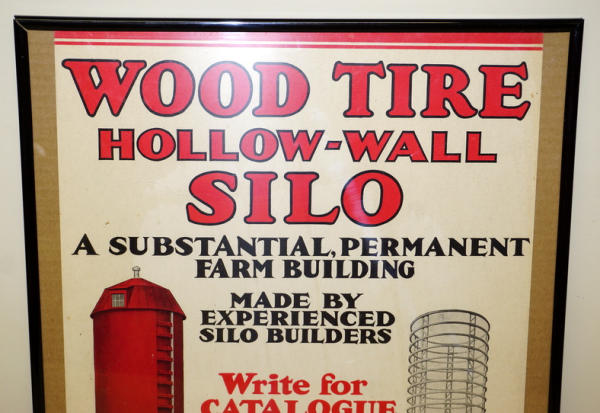 WOOD TIRE
HOLLOW-WALL
SILO
A SUBSTANTIAL, PERMANENT
FARM BUILDING
MADE BY
EXPERIENCED
SILO BUILDERS
Write for
CATALOGUE